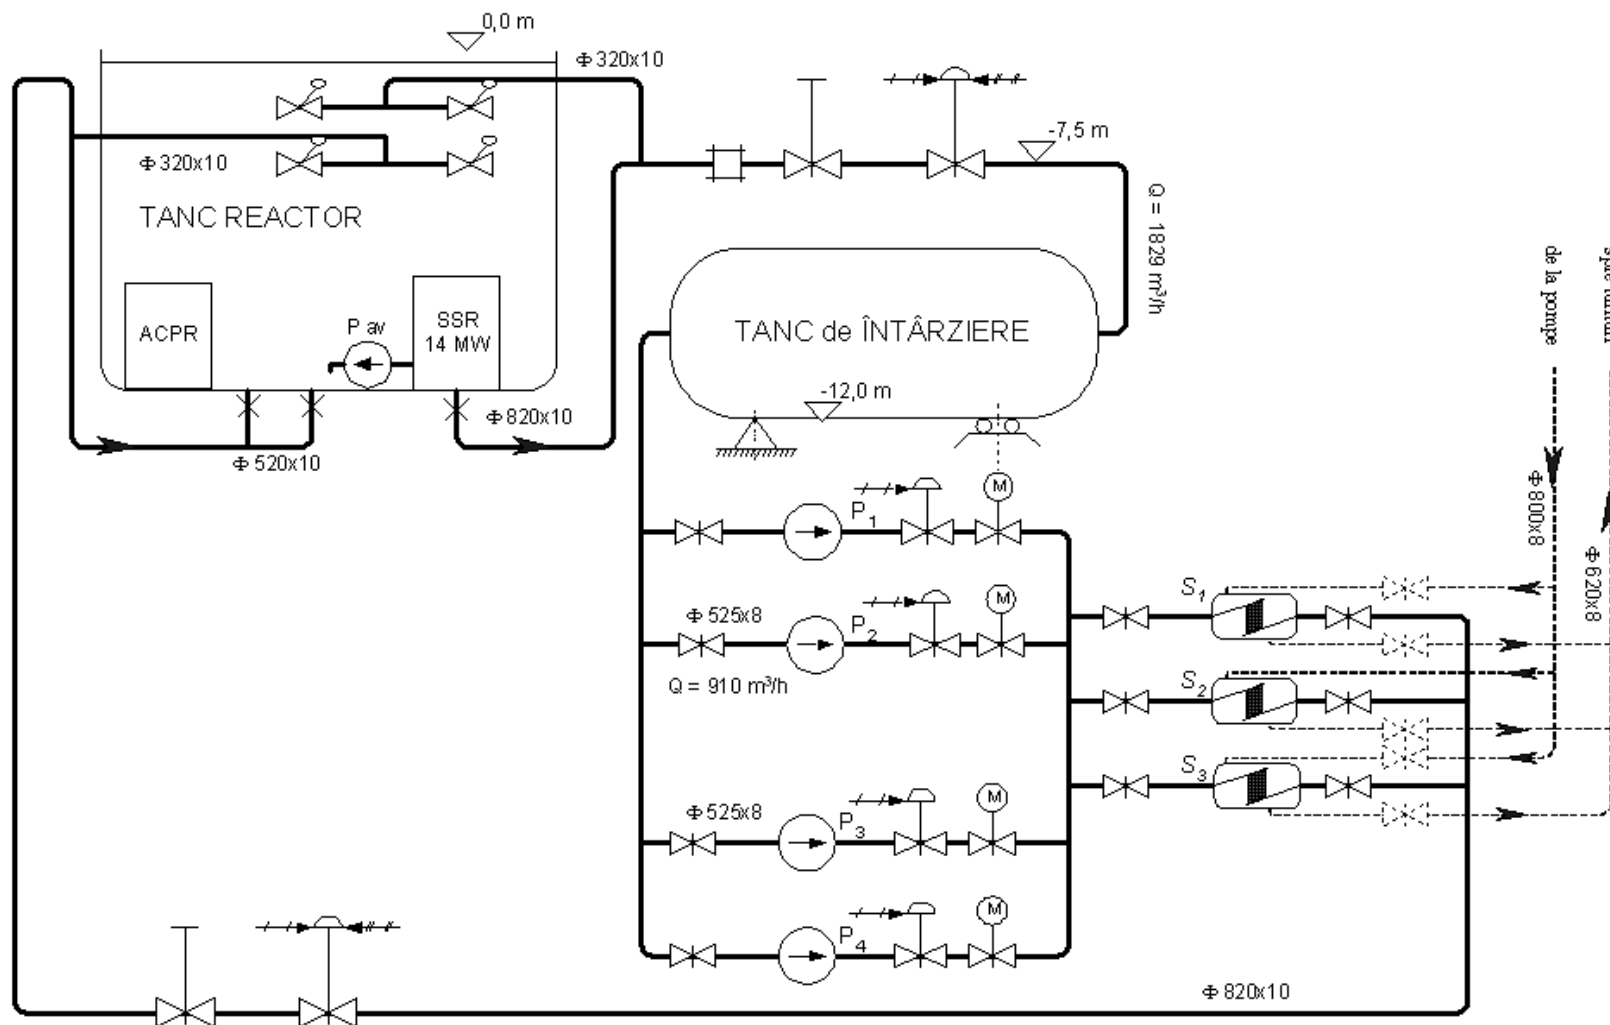 0,0 m
Φ 320x10
-7,5 m
Φ 320x10
TANC REACTOR
Q = 1829 m³/h
de la pompe
ACPR
P av
SSR
14 MW
TANC de ÎNTÂRZIERE
-12,0 m
Φ 820x10
Φ 520x10
M
P1
Φ 800x8
Φ 620x8
M
P2
S1
Φ 525x8
Q = 910 m³/h
S2
S3
M
P3
Φ 525x8
M
P4
Φ 820x10